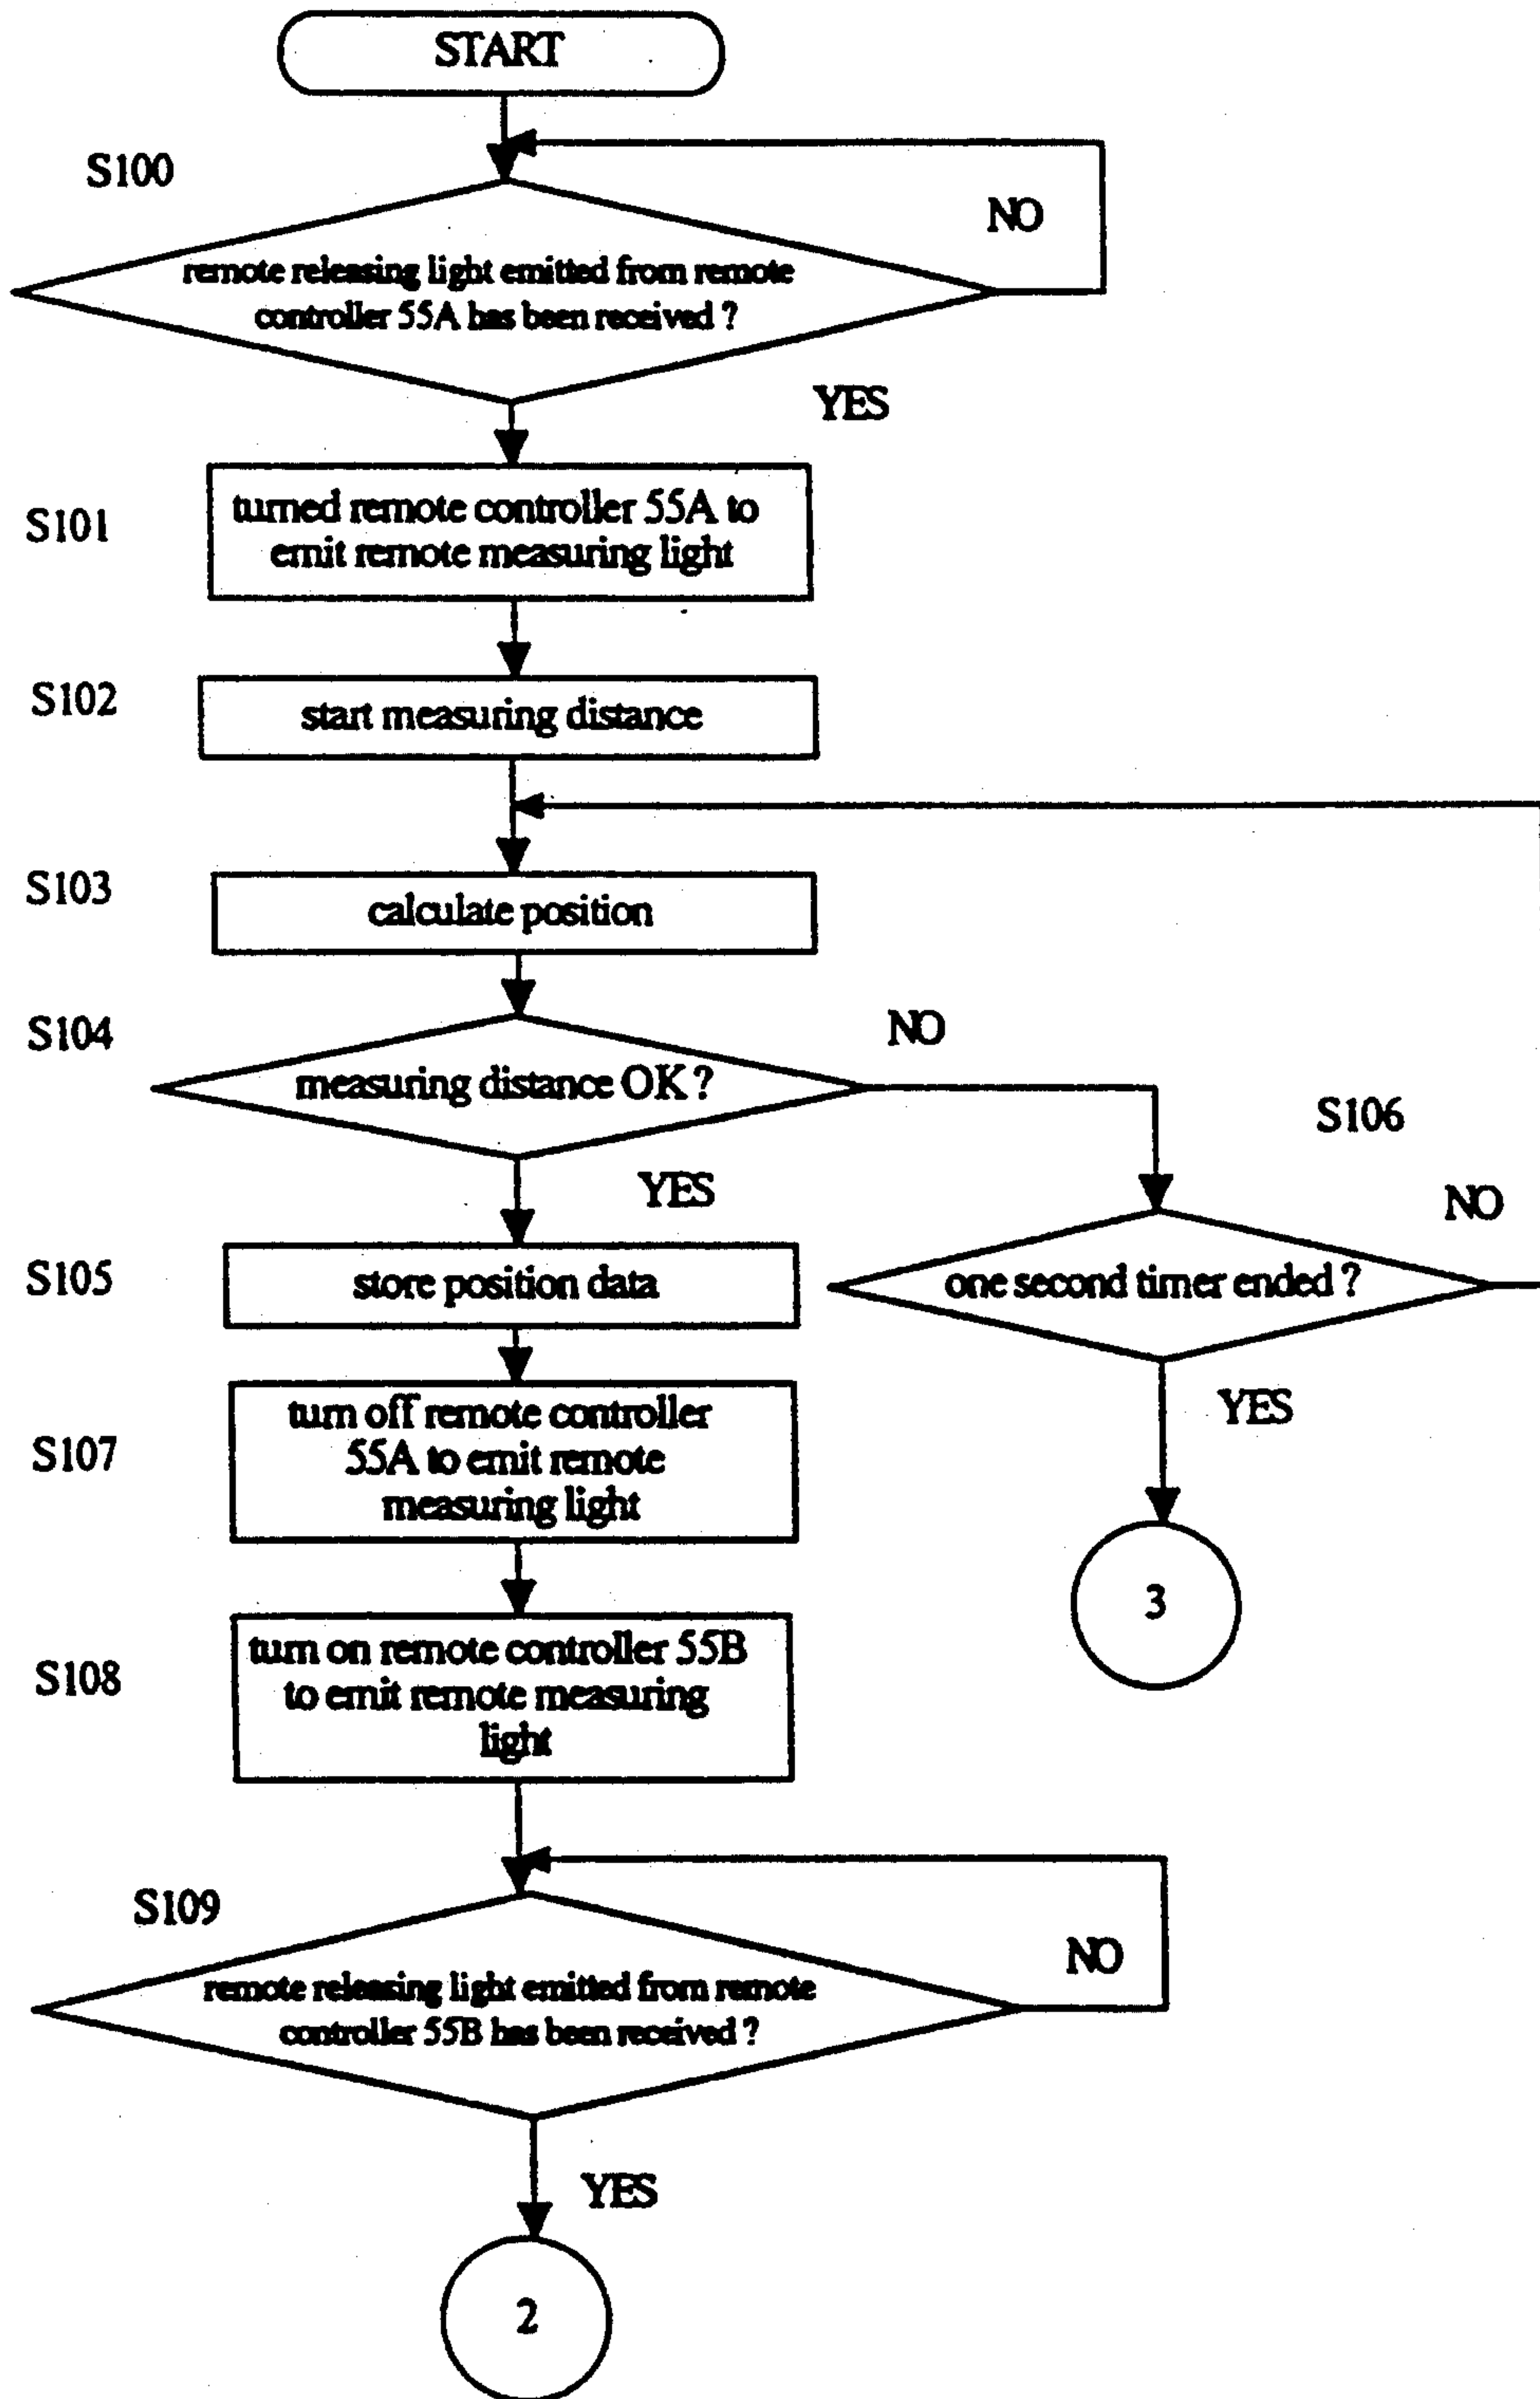 START
S100
NO
remote releasing light emitted from remote
controller 55A has been received ?
YES
S101
turned remote controller 55A to
emit remote measuring light
S102
start measuring distance
S103
calculate position
S104
NO
measuring distance OK ?
S106
YES
NO
S105
store position data
one second timer ended ?
S107
turn off remote controller
55A to emit remote
measuring light
YES
3
S108
turn on remote controller 55B
to emit remote measuring
light
S109
NO
remote releasing light emitted from remote
controller 55B has been received ?
YES
2